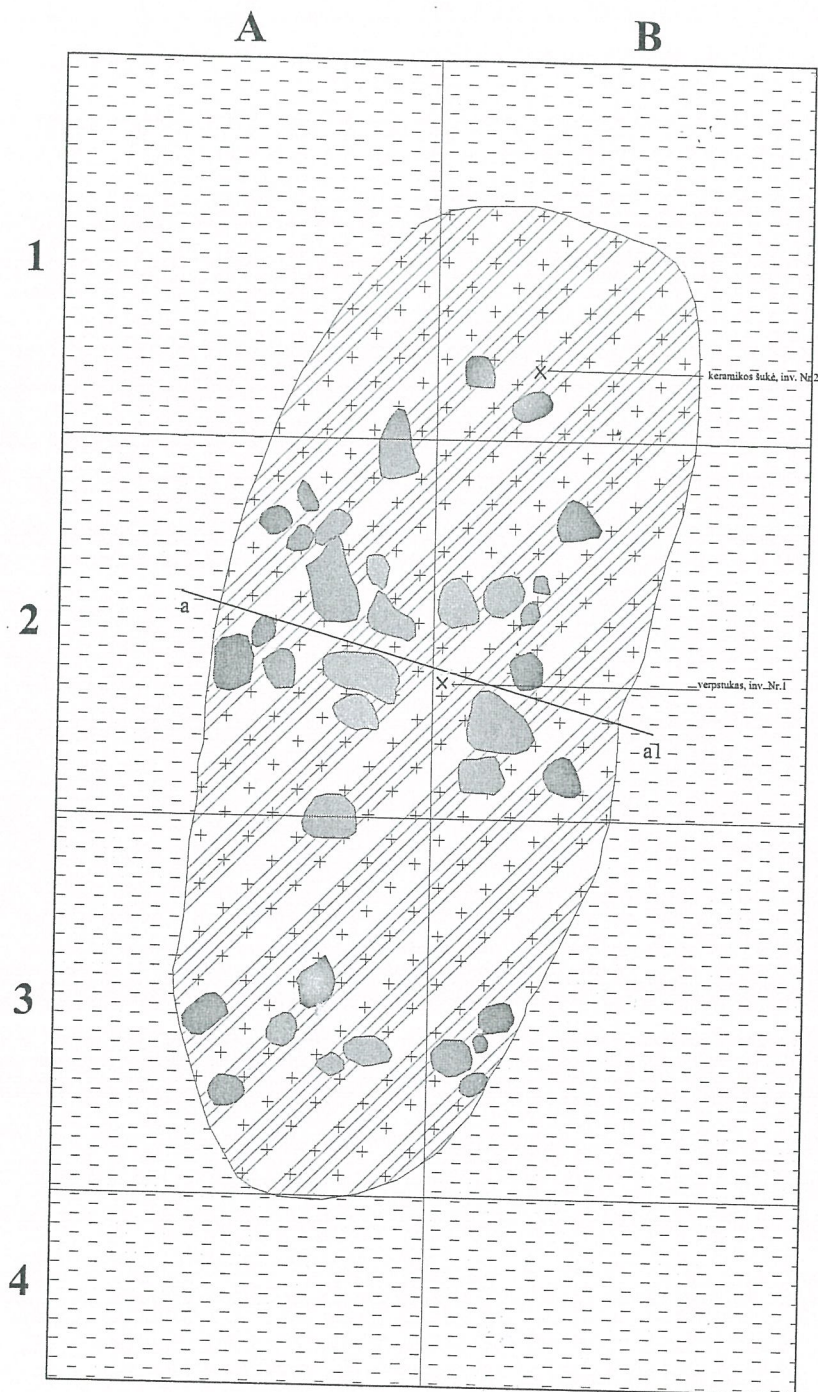 A B
1
keramikos šukė, inv. Nr.2
2
a
verpstukas, inv. Nr.1
a1
3
4